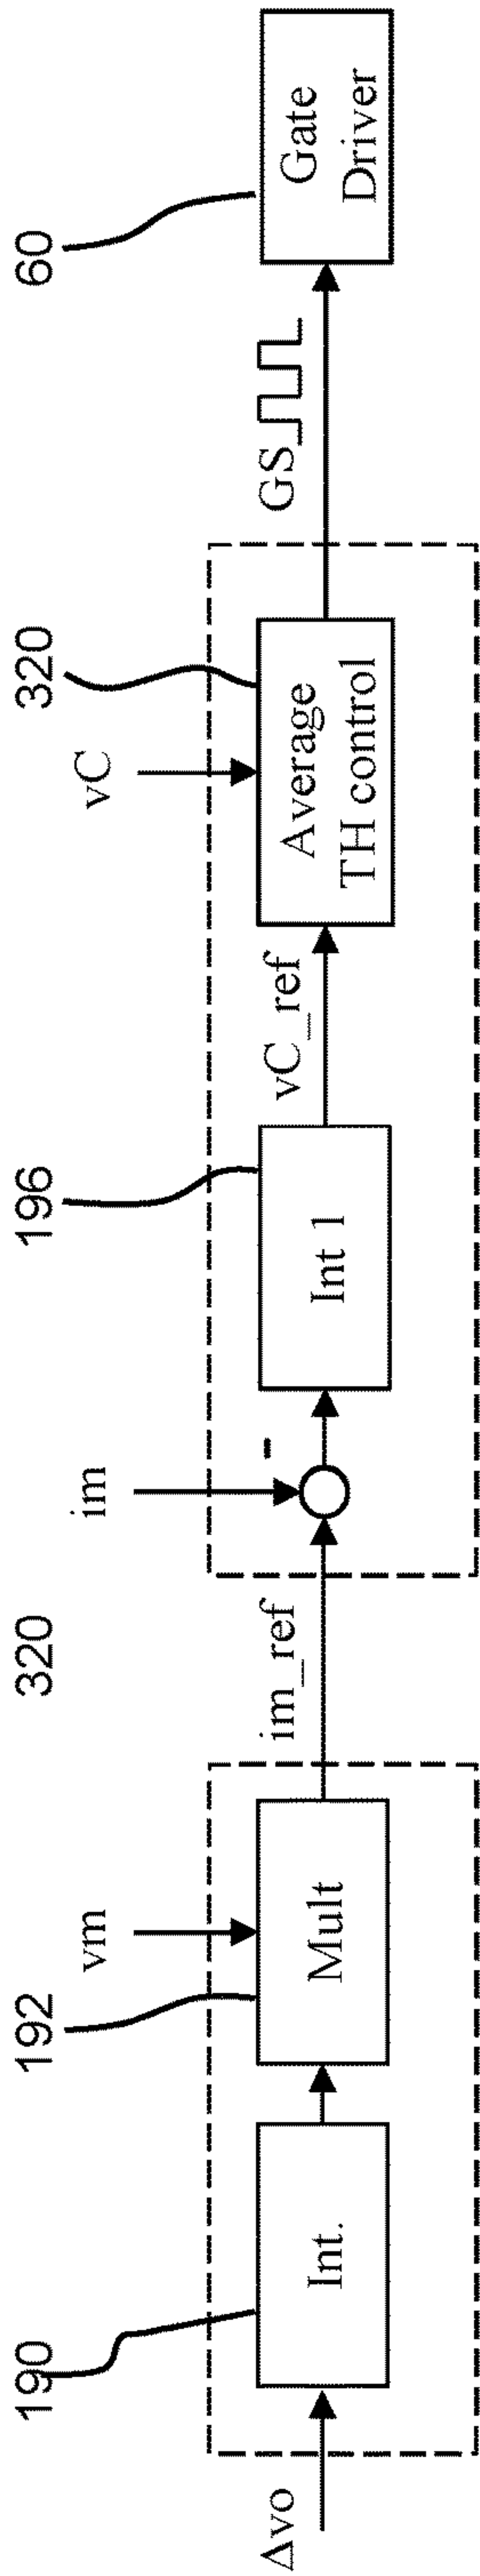 190
192
320
196
320
60
Δvo
Int.
vm
Mult
im_ref
im
-
Int 1
vC_ref
vC
Average
TH control
GS
Gate
Driver